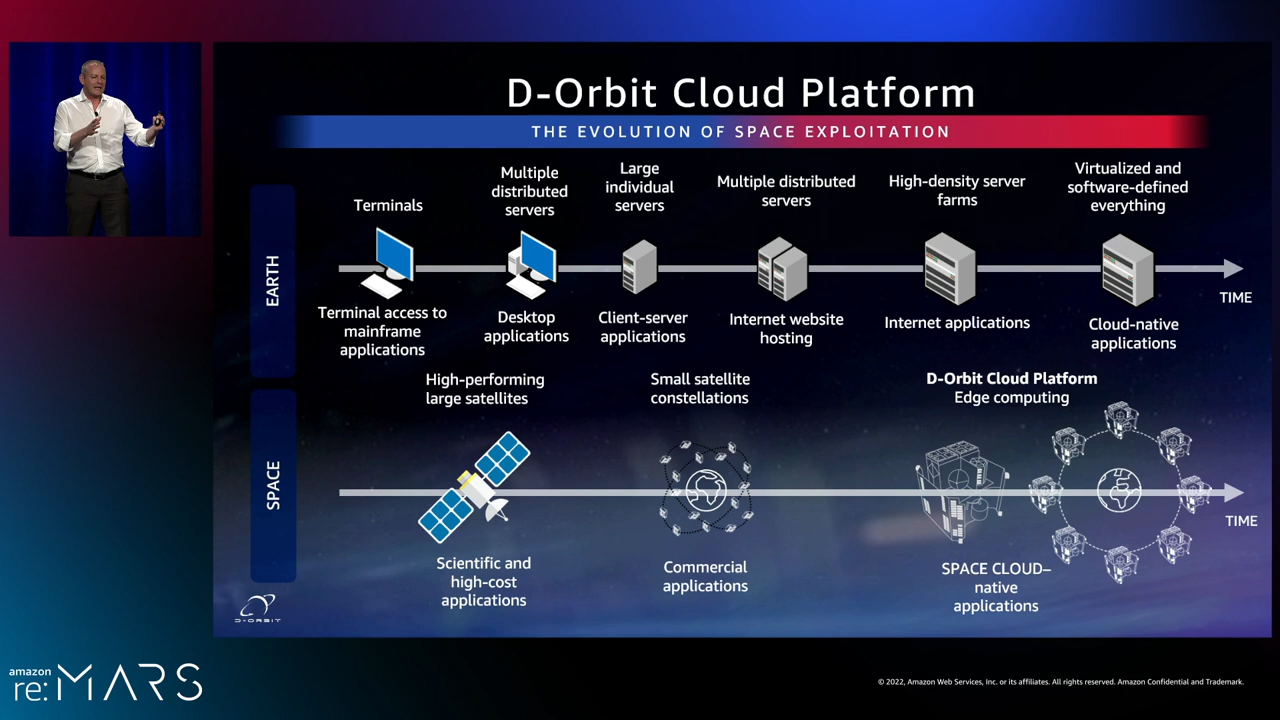 D-Orbit Cloud Platform
THE EVOLUTION OF SPACE EXPLOITATION
EARTH
Terminals
Multiple
distributed
servers
Large
individual
servers
Multiple distributed
servers
High-density server
farms
Virtualized and
software-defined
everything
TIME
Terminal access to
mainframe
applications
Desktop
applications
Client-server
applications
Internet website
hosting
Internet applications
Cloud-native
applications
SPACE
High-performing
large satellites
Small satellite
constellations
D-Orbit Cloud Platform
Edge computing
TIME
Scientific and
high-cost
applications
Commercial
applications
SPACE CLOUD–
native
applications
D-ORBIT
amazon
re:MARS
© 2022, Amazon Web Services, Inc. or its affiliates. All rights reserved. Amazon Confidential and Trademark.